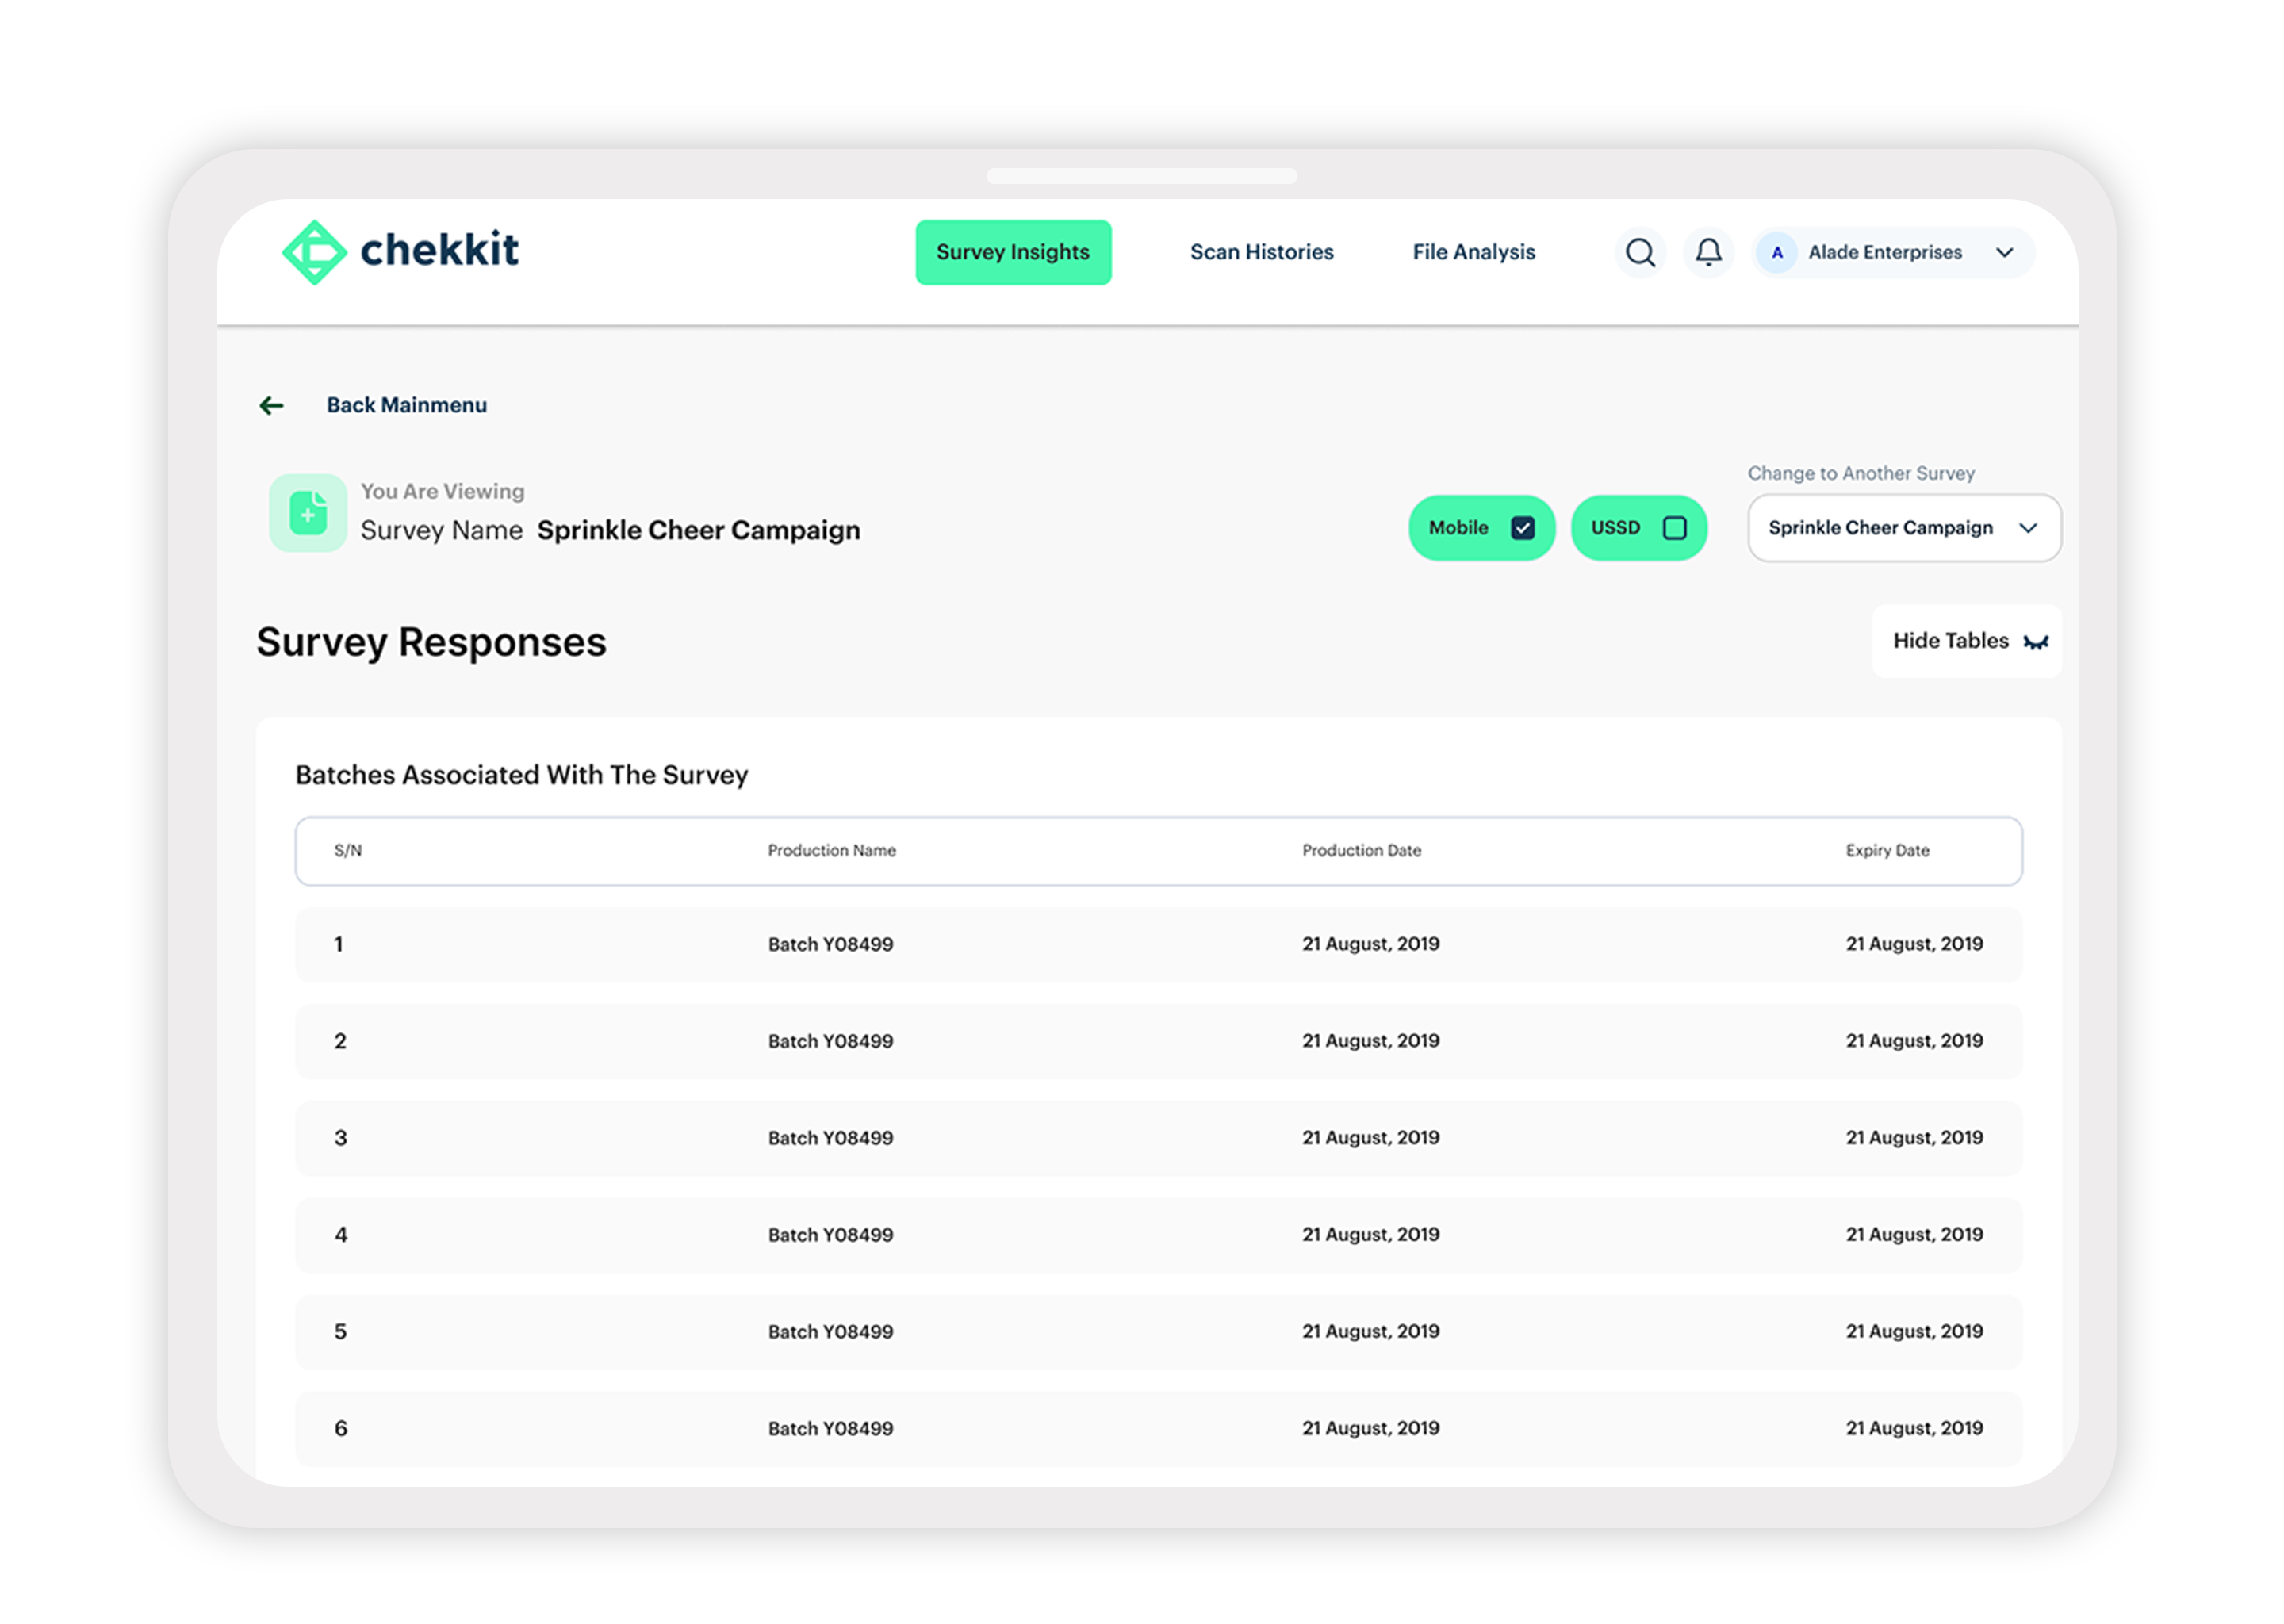 chekkit
Survey Insights Scan Histories File Analysis A Alade Enterprises
Back Mainmenu
You Are Viewing
Survey Name Sprinkle Cheer Campaign
Mobile USSD
Change to Another Survey
Sprinkle Cheer Campaign
Survey Responses
Hide Tables
Batches Associated With The Survey
S/N Production Name Production Date Expiry Date
1 Batch Y08499 21 August, 2019 21 August, 2019
2 Batch Y08499 21 August, 2019 21 August, 2019
3 Batch Y08499 21 August, 2019 21 August, 2019
4 Batch Y08499 21 August, 2019 21 August, 2019
5 Batch Y08499 21 August, 2019 21 August, 2019
6 Batch Y08499 21 August, 2019 21 August, 2019